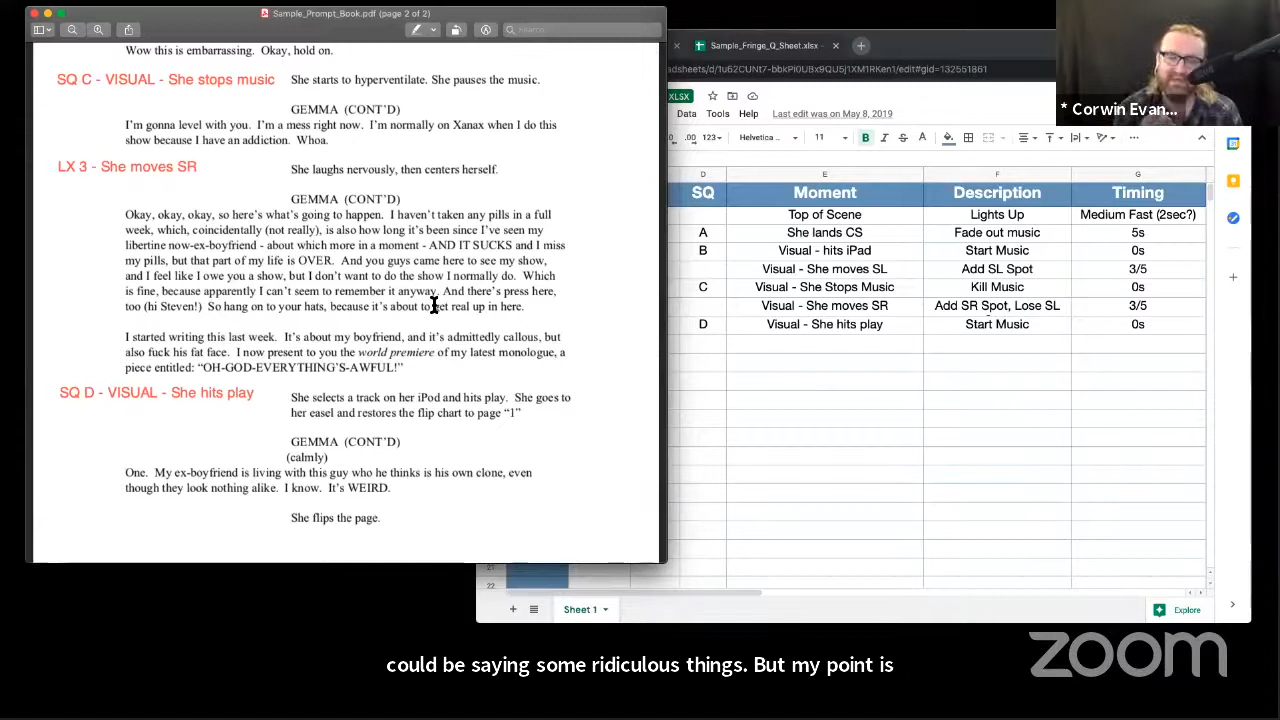 Sample_Prompt_Book.pdf (page 2 of 2)
Search
Wow this is embarrassing. Okay, hold on.
SQ C - VISUAL - She stops music
She starts to hyperventilate. She pauses the music.
GEMMA (CONT'D)
I'm gonna level with you. I'm a mess right now. I'm normally on Xanax when I do this
show because I have an addiction. Whoa.
LX 3 - She moves SR
She laughs nervously, then centers herself.
GEMMA (CONT'D)
Okay, okay, okay, so here's what's going to happen. I haven't taken any pills in a full
week, which, coincidentally (not really), is also how long it's been since I've seen my
libertine now-ex-boyfriend - about which more in a moment - AND IT SUCKS and I miss
my pills, but that part of my life is OVER. And you guys came here to see my show,
and I feel like I owe you a show, but I don't want to do the show I normally do. Which
is fine, because apparently I can't seem to remember it anyway. And there's press here,
too (hi Steven!) So hang on to your hats, because it's about to get real up in here.
I started writing this last week. It's about my boyfriend, and it's admittedly callous, but
also fuck his fat face. I now present to you the world premiere of my latest monologue, a
piece entitled: "OH-GOD-EVERYTHING'S-AWFUL!"
SQ D - VISUAL - She hits play
She selects a track on her iPod and hits play. She goes to
her easel and restores the flip chart to page "1"
GEMMA (CONT'D)
(calmly)
One. My ex-boyfriend is living with this guy who he thinks is his own clone, even
though they look nothing alike. I know. It's WEIRD.
She flips the page.
Sample_Fringe_Q_Sheet.xlsx -
adsheets/d/1u62CUNt7-bbkPI0UBx9QU5j1XM1RKen1/edit#gid=132551861
XLSX
Data Tools Help Last edit was on May 8, 2019
.0 .00 123 Helvetica ... 11 B I S A
D E F G
SQ Moment Description Timing
Top of Scene Lights Up Medium Fast (2sec?)
A She lands CS Fade out music 5s
B Visual - hits iPad Start Music 0s
Visual - She moves SL Add SL Spot 3/5
C Visual - She Stops Music Kill Music 0s
Visual - She moves SR Add SR Spot, Lose SL 3/5
D Visual - She hits play Start Music 0s
21
22
Sheet 1
Explore
* Corwin Evan...
could be saying some ridiculous things. But my point is
zoom